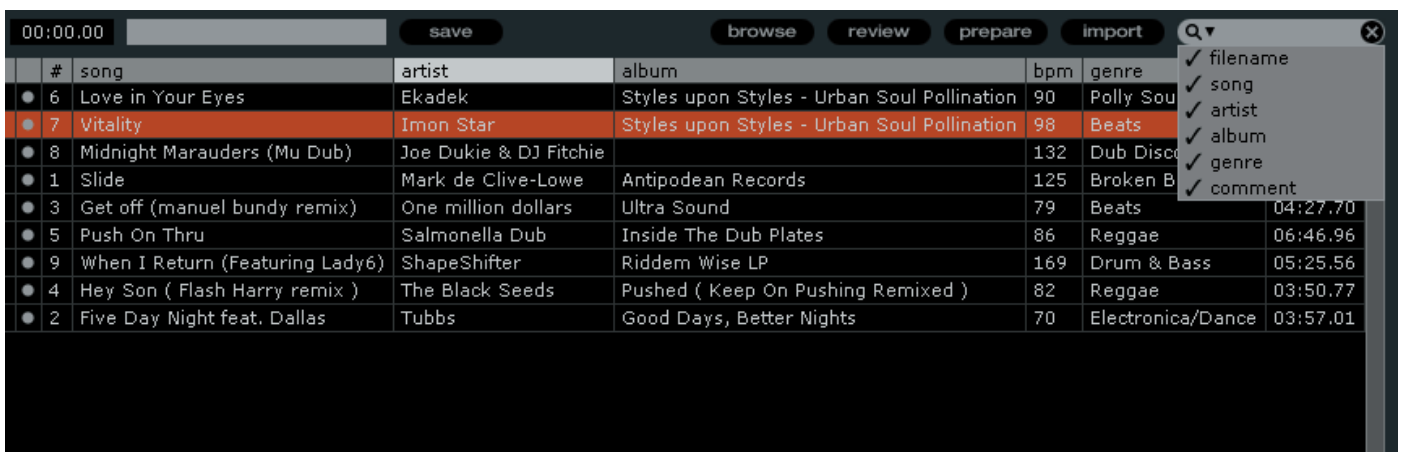 00:00.00 save browse review prepare import
filename
song
artist
album
genre
comment
# song artist album bpm genre
6 Love in Your Eyes Ekadek Styles upon Styles - Urban Soul Pollination 90 Polly Sou
7 Vitality Imon Star Styles upon Styles - Urban Soul Pollination 98 Beats
8 Midnight Marauders (Mu Dub) Joe Dukie & DJ Fitchie 132 Dub Disco
1 Slide Mark de Clive-Lowe Antipodean Records 125 Broken B
3 Get off (manuel bundy remix) One million dollars Ultra Sound 79 Beats 04:27.70
5 Push On Thru Salmonella Dub Inside The Dub Plates 86 Reggae 06:46.96
9 When I Return (Featuring Lady6) ShapeShifter Riddem Wise LP 169 Drum & Bass 05:25.56
4 Hey Son ( Flash Harry remix ) The Black Seeds Pushed ( Keep On Pushing Remixed ) 82 Reggae 03:50.77
2 Five Day Night feat. Dallas Tubbs Good Days, Better Nights 70 Electronica/Dance 03:57.01